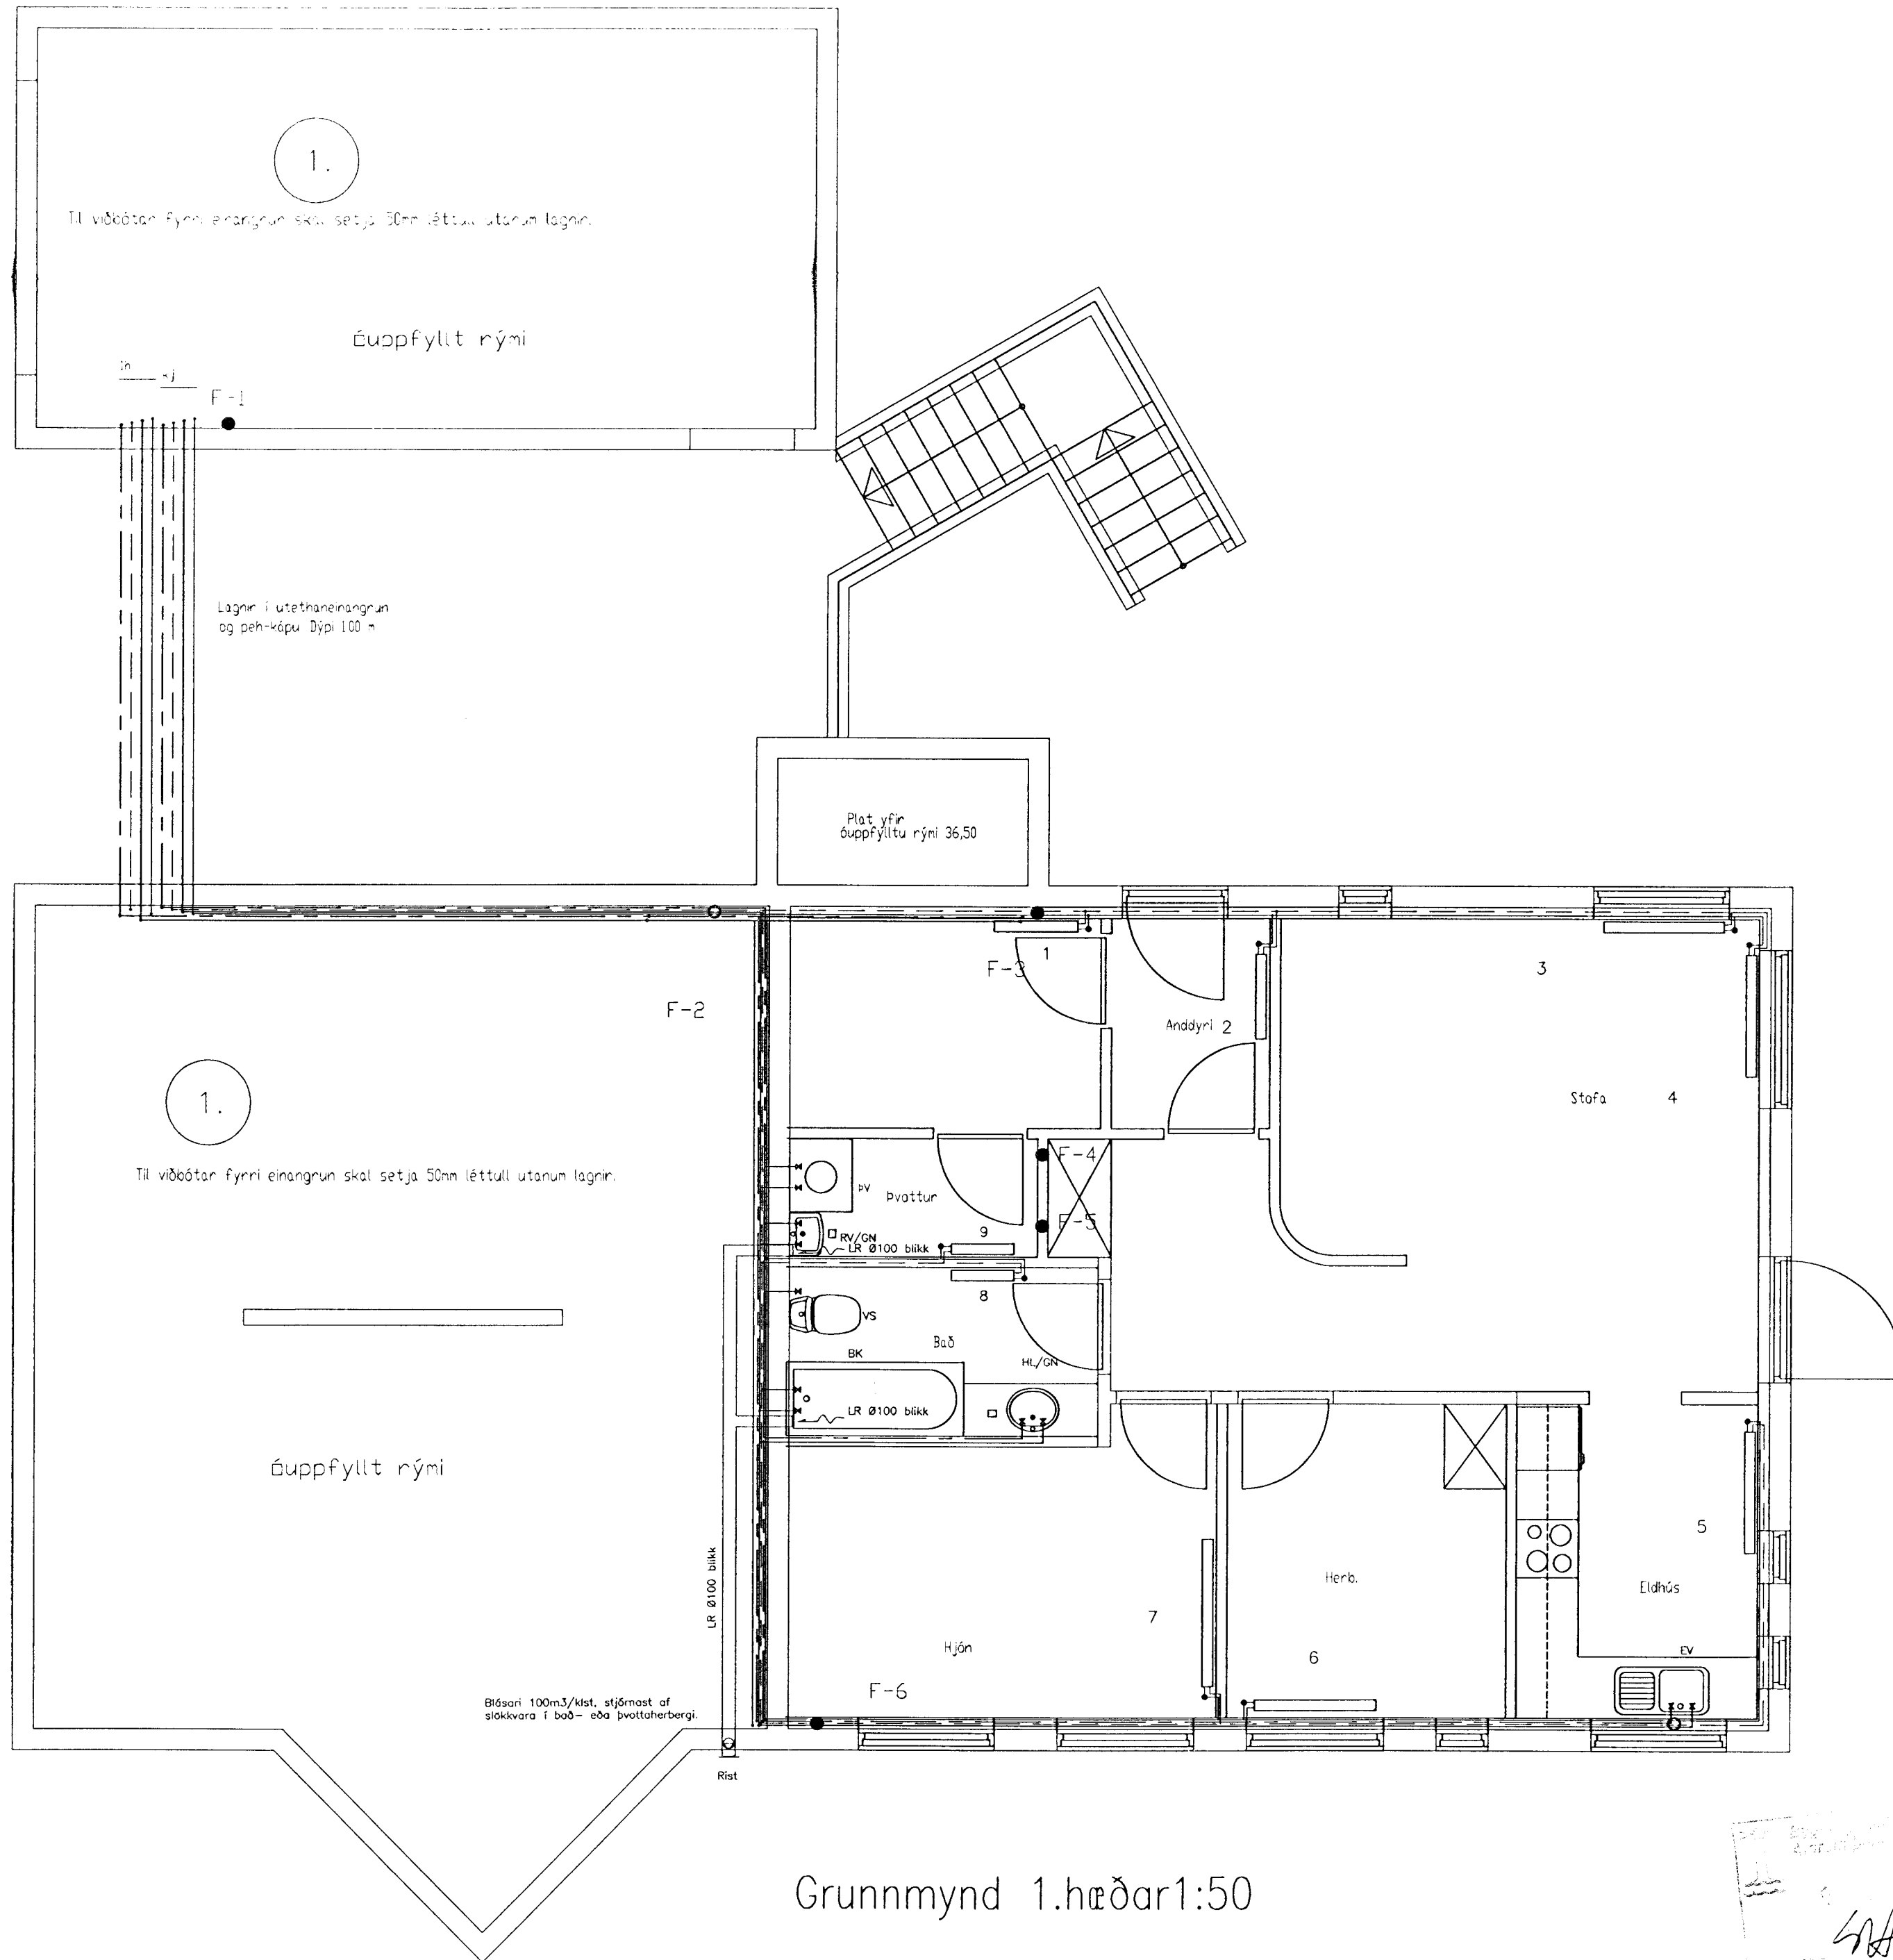 1.
Til viðbótar fyrri einangrun skal setja 50mm léttull utanum lagnir.
óuppfyllt rými
F-1
Lagnir í utethaneinangrun
og peh-kápu Dýpi 100 m
Plat yfir
óuppfylltu rými 36,50
F-2
F-3
1
Anddyri 2
3
Stofa 4
1.
Til viðbótar fyrri einangrun skal setja 50mm léttull utanum lagnir.
F-4
ÞV
Þvottur
F-5
RV/GN
9
LR Ø100 blikk
8
VS
Bað
BK
HL/GN
LR Ø100 blikk
óuppfyllt rými
5
LR Ø100 blikk
Herb.
Eldhús
7
Hjón
6
EV
F-6
Blásari 100m3/klst, stjórnast af
slökkvara í bað- eða þvottaherbergi.
Rist
Grunnmynd 1.hæðar1:50